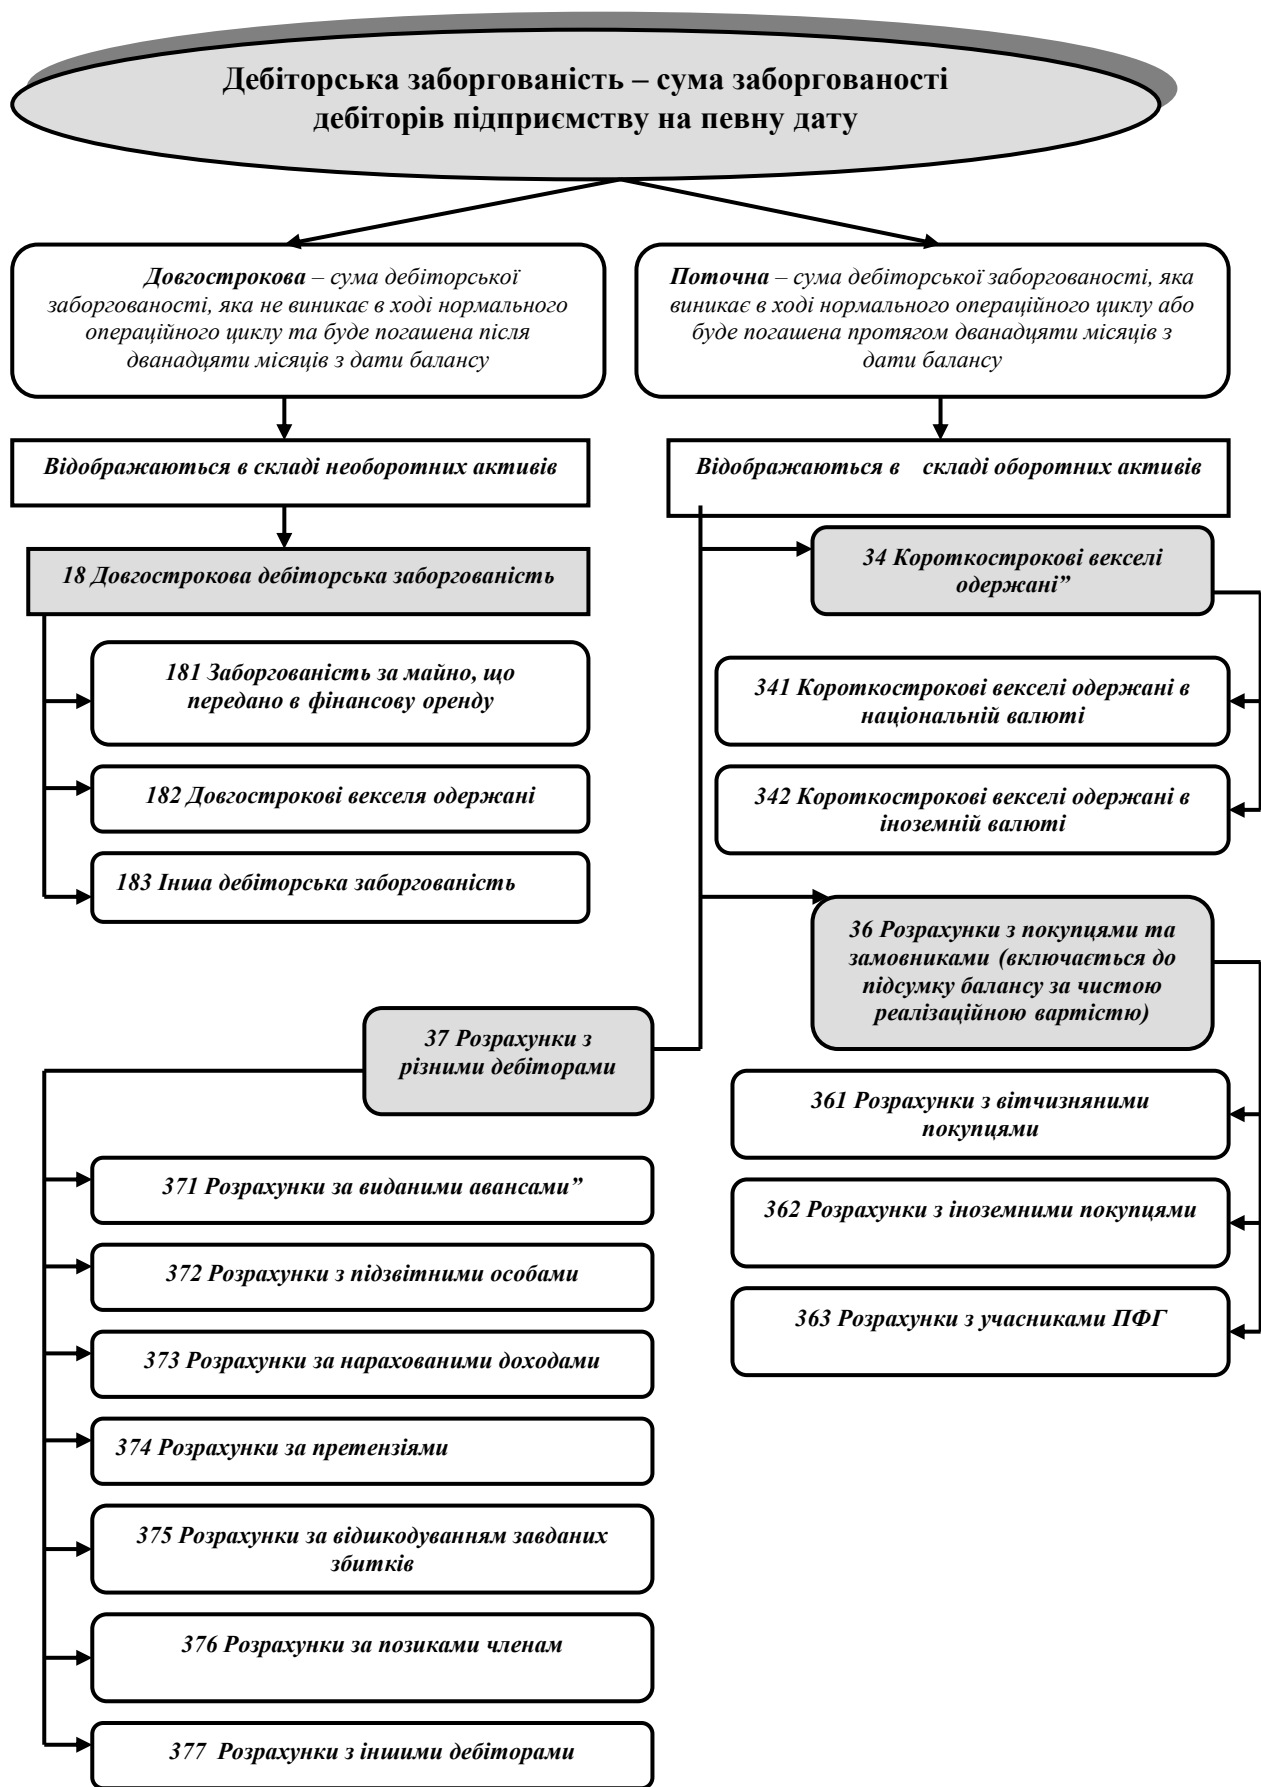 Дебіторська заборгованість – сума заборгованості
дебіторів підприємству на певну дату
Довгострокова – сума дебіторської
заборгованості, яка не виникає в ході нормального
операційного циклу та буде погашена після
дванадцяти місяців з дати балансу
Поточна – сума дебіторської заборгованості, яка
виникає в ході нормального операційного циклу або
буде погашена протягом дванадцяти місяців з
дати балансу
Відображаються в складі необоротних активів
Відображаються в складі оборотних активів
18 Довгострокова дебіторська заборгованість
181 Заборгованість за майно, що
передано в фінансову оренду
182 Довгострокові векселя одержані
183 Інша дебіторська заборгованість
34 Короткострокові векселі
одержані”
341 Короткострокові векселі одержані в
національній валюті
342 Короткострокові векселі одержані в
іноземній валюті
36 Розрахунки з покупцями та
замовниками (включається до
підсумку балансу за чистою
реалізаційною вартістю)
361 Розрахунки з вітчизняними
покупцями
362 Розрахунки з іноземними покупцями
363 Розрахунки з учасниками ПФГ
37 Розрахунки з
різними дебіторами
371 Розрахунки за виданими авансами”
372 Розрахунки з підзвітними особами
373 Розрахунки за нарахованими доходами
374 Розрахунки за претензіями
375 Розрахунки за відшкодуванням завданих
збитків
376 Розрахунки за позиками членам
377 Розрахунки з іншими дебіторами